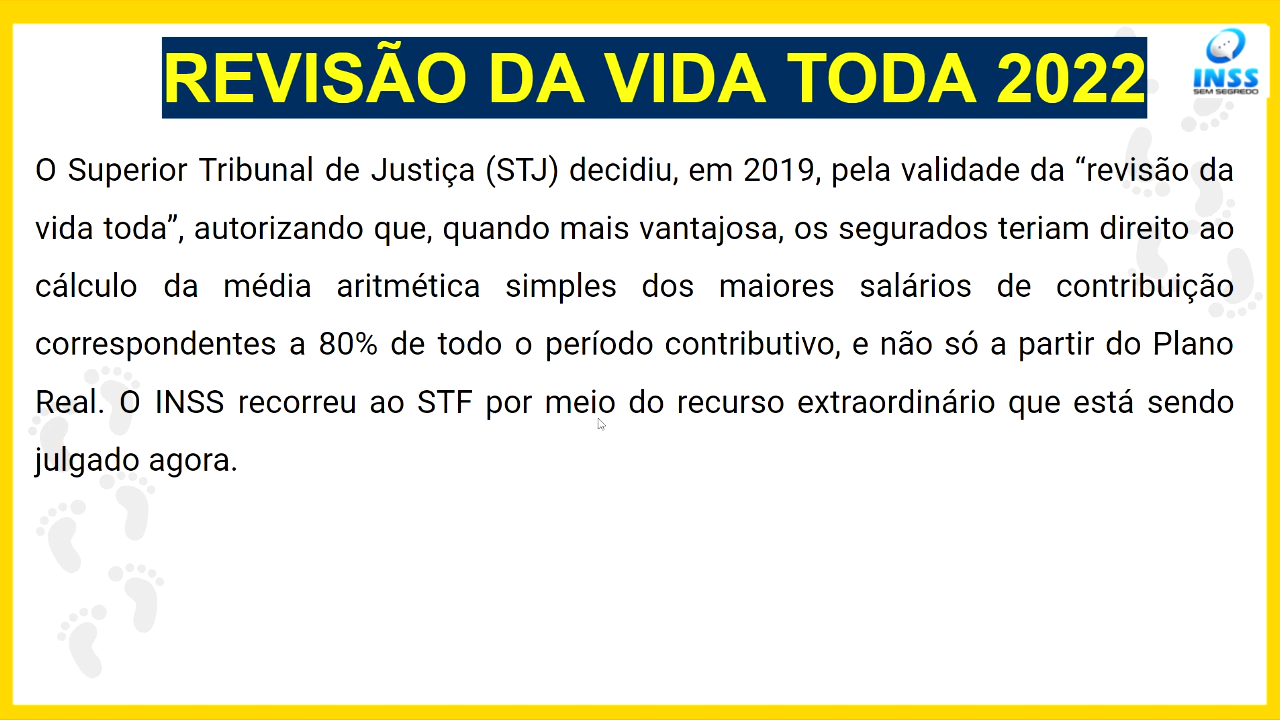 REVISÃO DA VIDA TODA 2022
INSS
SEM SEGREDO
O Superior Tribunal de Justiça (STJ) decidiu, em 2019, pela validade da “revisão da
vida toda”, autorizando que, quando mais vantajosa, os segurados teriam direito ao
cálculo da média aritmética simples dos maiores salários de contribuição
correspondentes a 80% de todo o período contributivo, e não só a partir do Plano
Real. O INSS recorreu ao STF por meio do recurso extraordinário que está sendo
julgado agora.